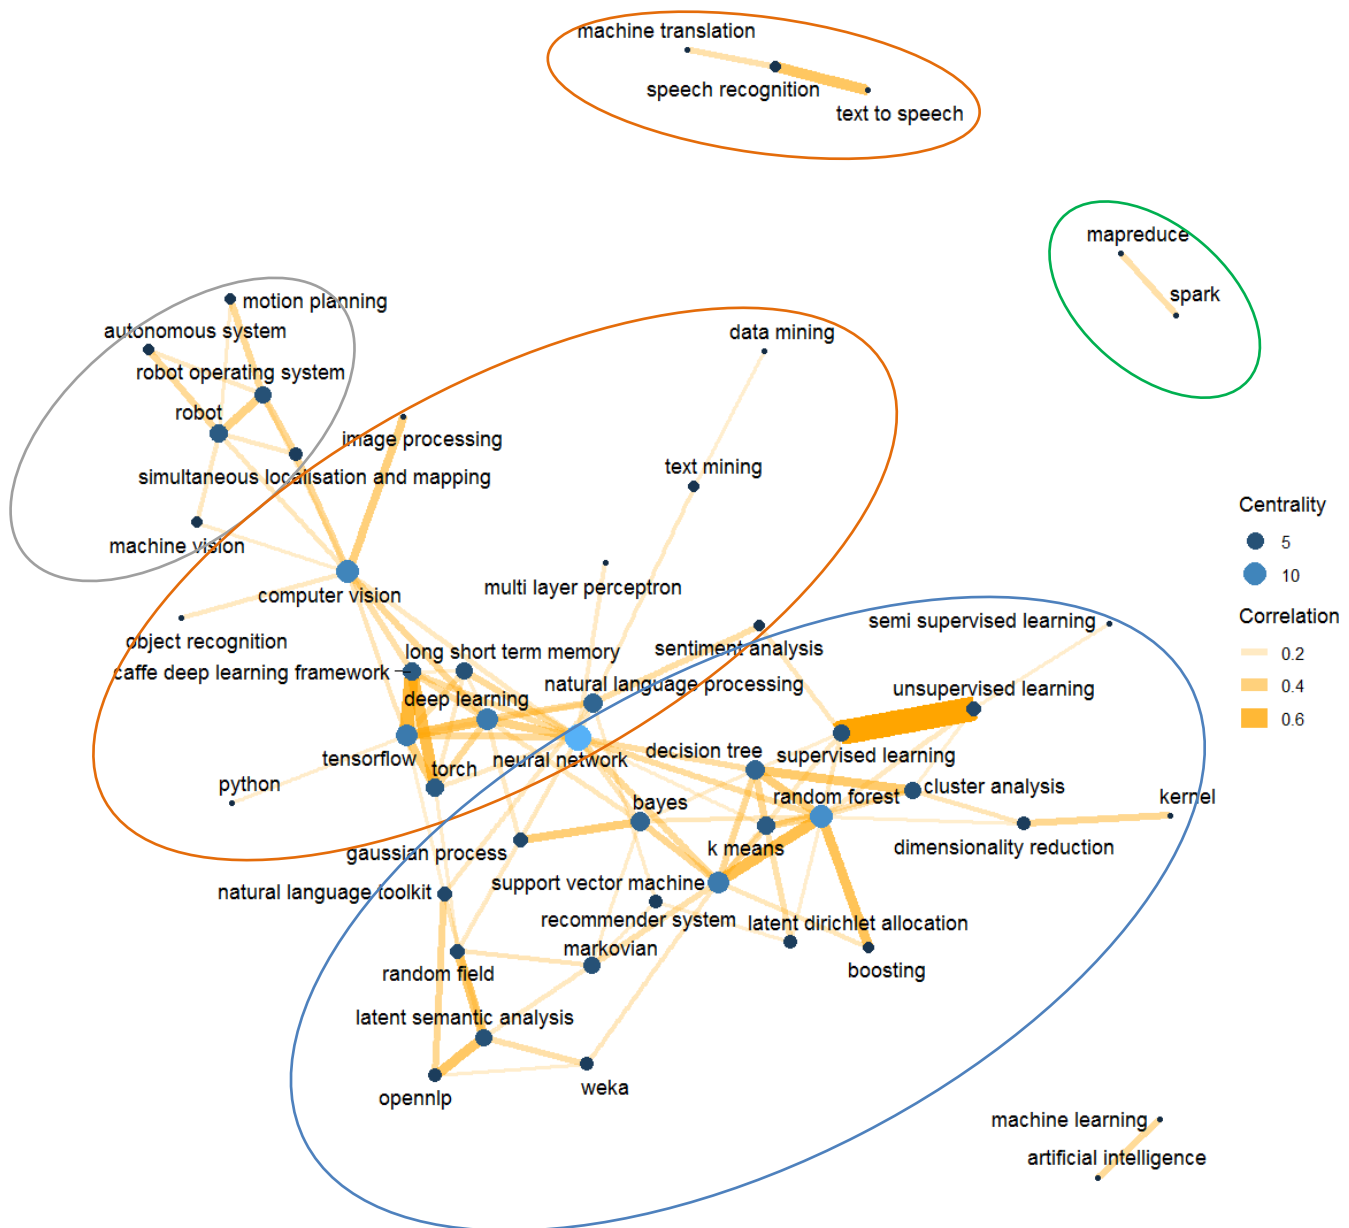 machine translation
speech recognition
text to speech
mapreduce
spark
motion planning
autonomous system
robot operating system
robot
simultaneous localisation and mapping
machine vision
image processing
data mining
text mining
multi layer perceptron
computer vision
object recognition
long short term memory
caffe deep learning framework
deep learning
natural language processing
sentiment analysis
semi supervised learning
unsupervised learning
supervised learning
decision tree
tensorflow
torch
neural network
python
bayes
random forest
cluster analysis
kernel
k means
dimensionality reduction
gaussian process
natural language toolkit
support vector machine
recommender system
latent dirichlet allocation
markovian
boosting
random field
latent semantic analysis
opennlp
weka
machine learning
artificial intelligence
Centrality
5
10
Correlation
0.2
0.4
0.6